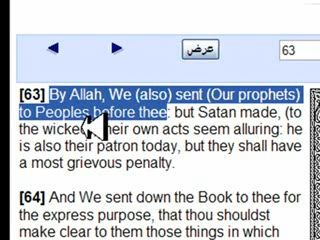 عرض
63
[63] By Allah, We (also) sent (Our prophets)
to Peoples before thee: but Satan made, (to
the wicked their own acts seem alluring: he
is also their patron today, but they shall have
a most grievous penalty.
[64] And We sent down the Book to thee for
the express purpose, that thou shouldst
make clear to them those things in which